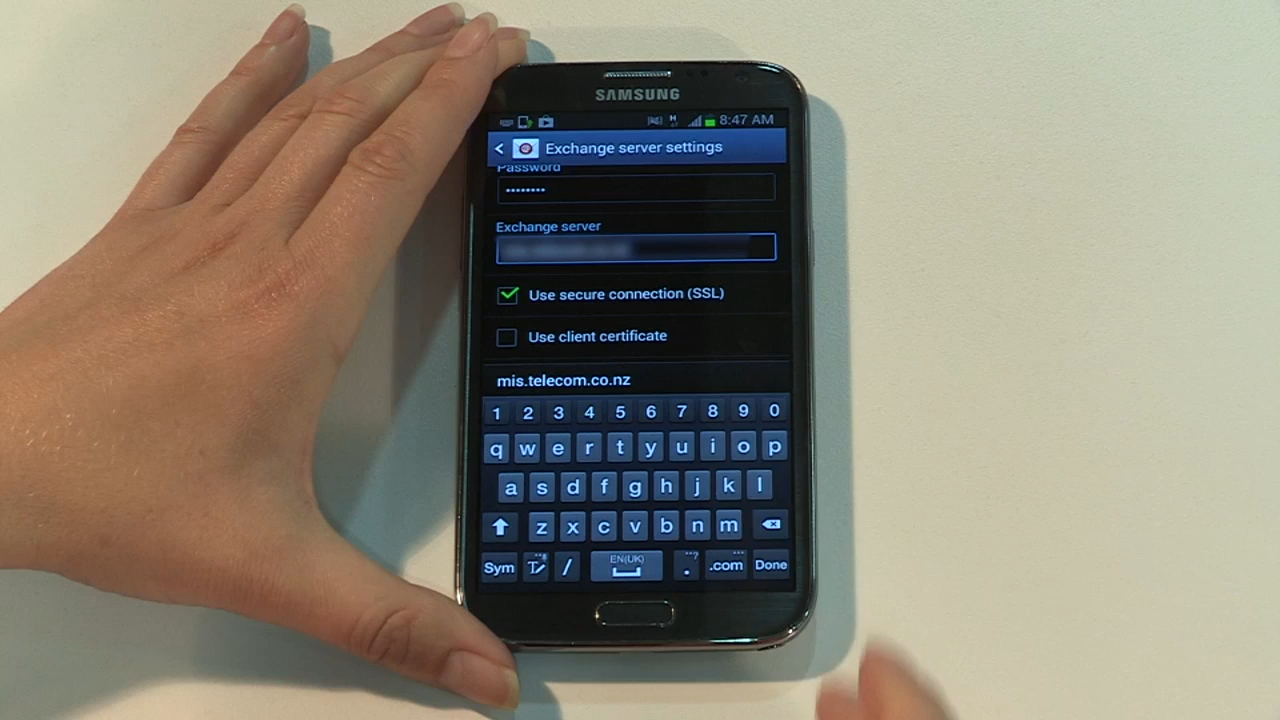 SAMSUNG
8:47 AM
Exchange server settings
Password
••••••••
Exchange server
Use secure connection (SSL)
Use client certificate
mis.telecom.co.nz
1 2 3 4 5 6 7 8 9 0
q w e r t y u i o p
a s d f g h j k l
z x c v b n m
Sym / EN(UK) . .com Done